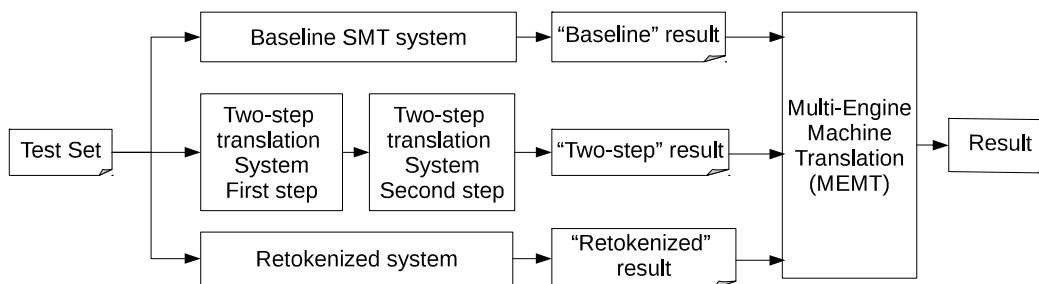 Baseline SMT system
“Baseline” result
Test Set
Two-step
translation
System
First step
Two-step
translation
System
Second step
“Two-step” result
Retokenized system
“Retokenized”
result
Multi-Engine
Machine
Translation
(MEMT)
Result